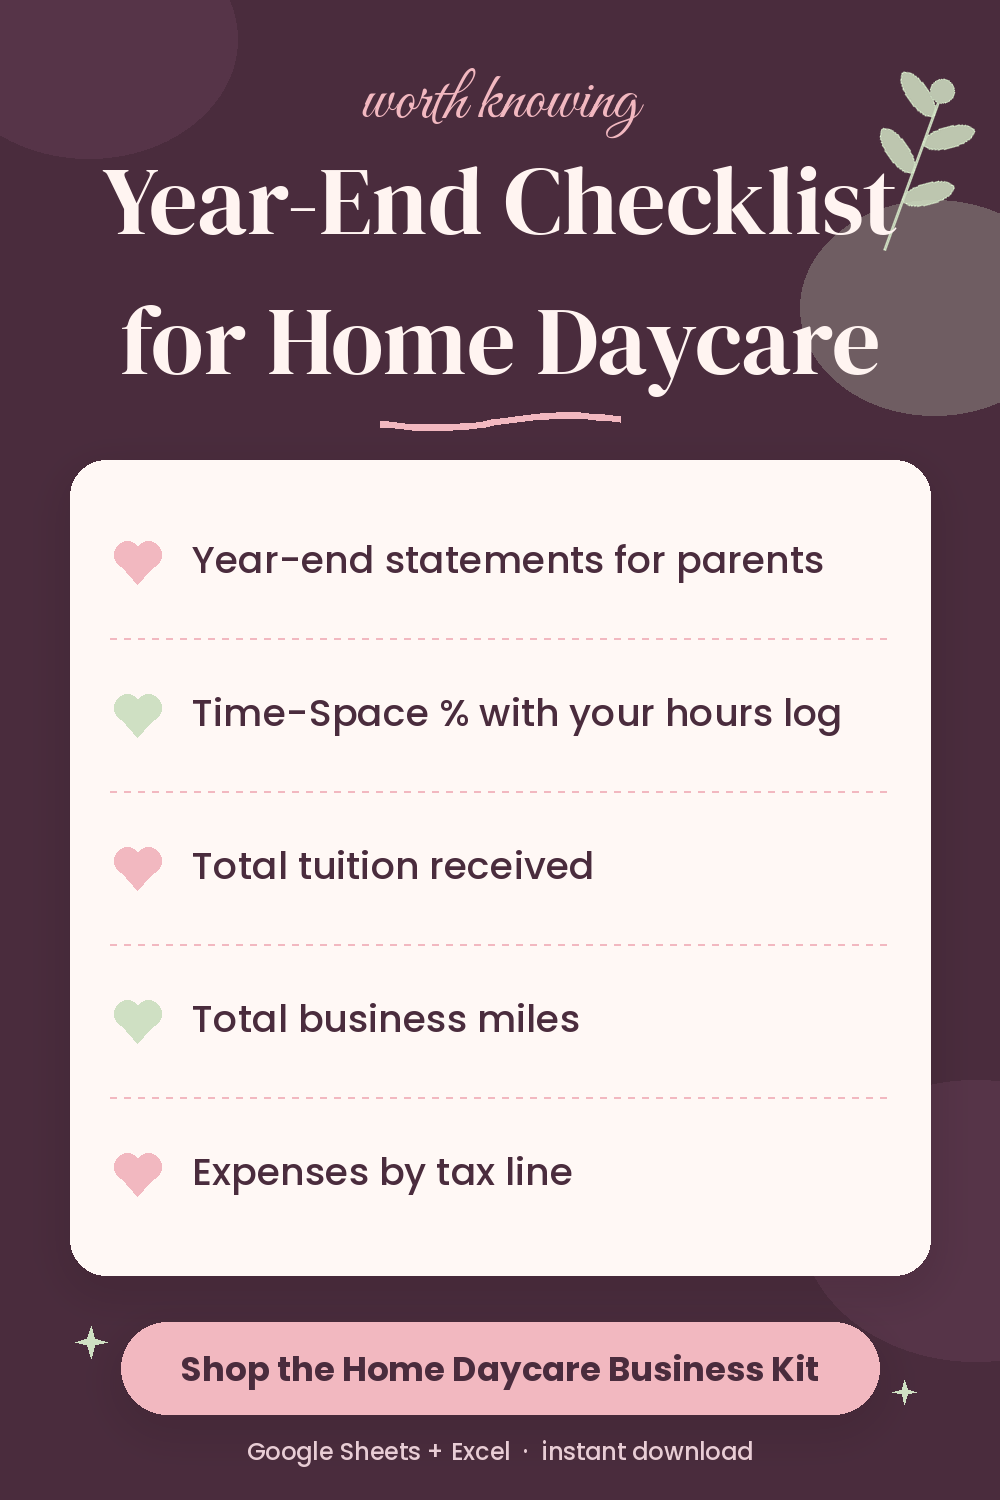 worth knowing
Year-End Checklist
for Home Daycare
Year-end statements for parents
Time-Space % with your hours log
Total tuition received
Total business miles
Expenses by tax line
Shop the Home Daycare Business Kit
Google Sheets + Excel · instant download